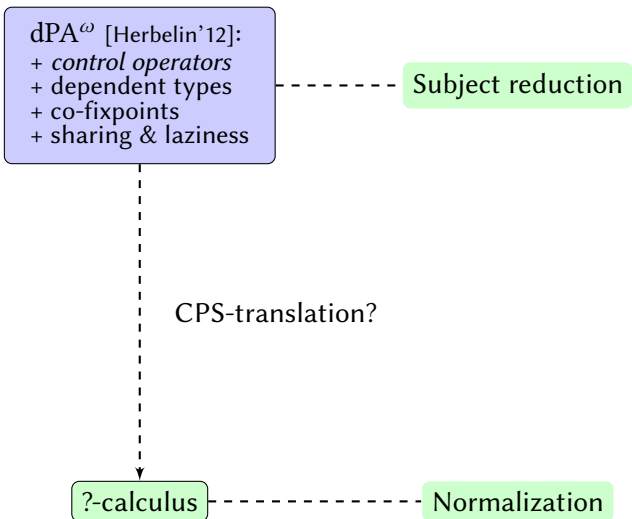 dPA^ω [Herbelin'12]:
+ control operators
+ dependent types
+ co-fixpoints
+ sharing & laziness
Subject reduction
CPS-translation?
?-calculus
Normalization